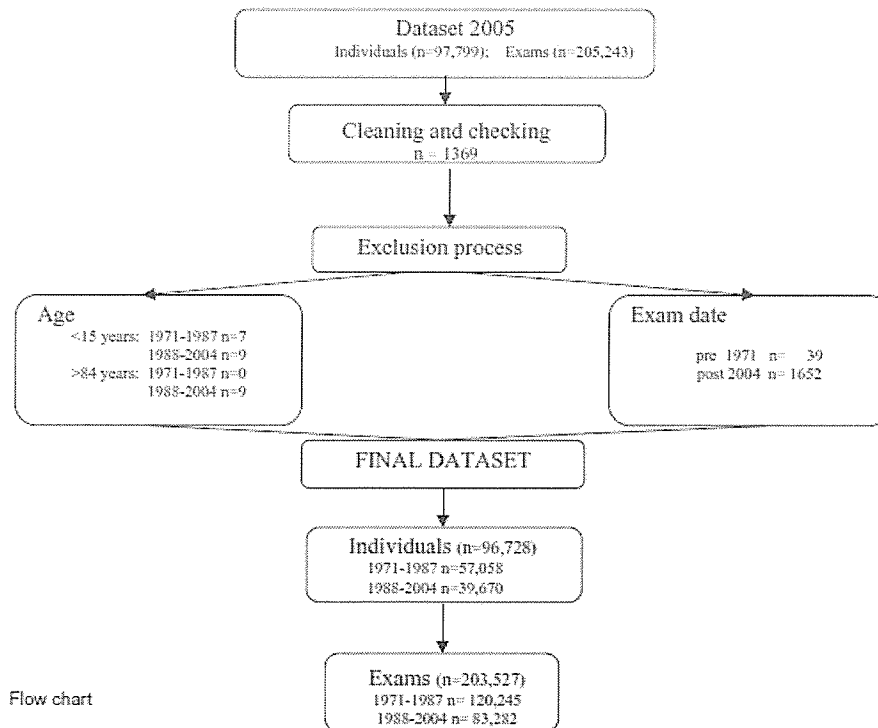 Dataset 2005
Individuals (n=97,799); Exams (n=205,243)
Cleaning and checking
n = 1369
Exclusion process
Age
<15 years: 1971-1987 n=7
1988-2004 n=9
>84 years: 1971-1987 n=0
1988-2004 n=9
Exam date
pre 1971 n= 39
post 2004 n= 1652
FINAL DATASET
Individuals (n=96,728)
1971-1987 n=57,058
1988-2004 n=39,670
Exams (n=203,527)
1971-1987 n= 120,245
1988-2004 n= 83,282
Flow chart